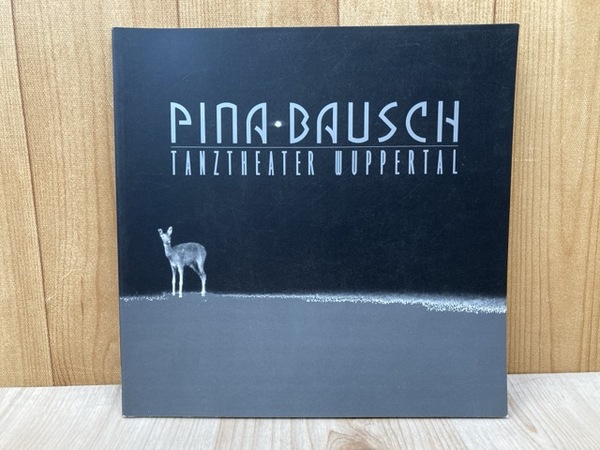 PINA BAUSCH
TANZTHEATER WUPPERTAL